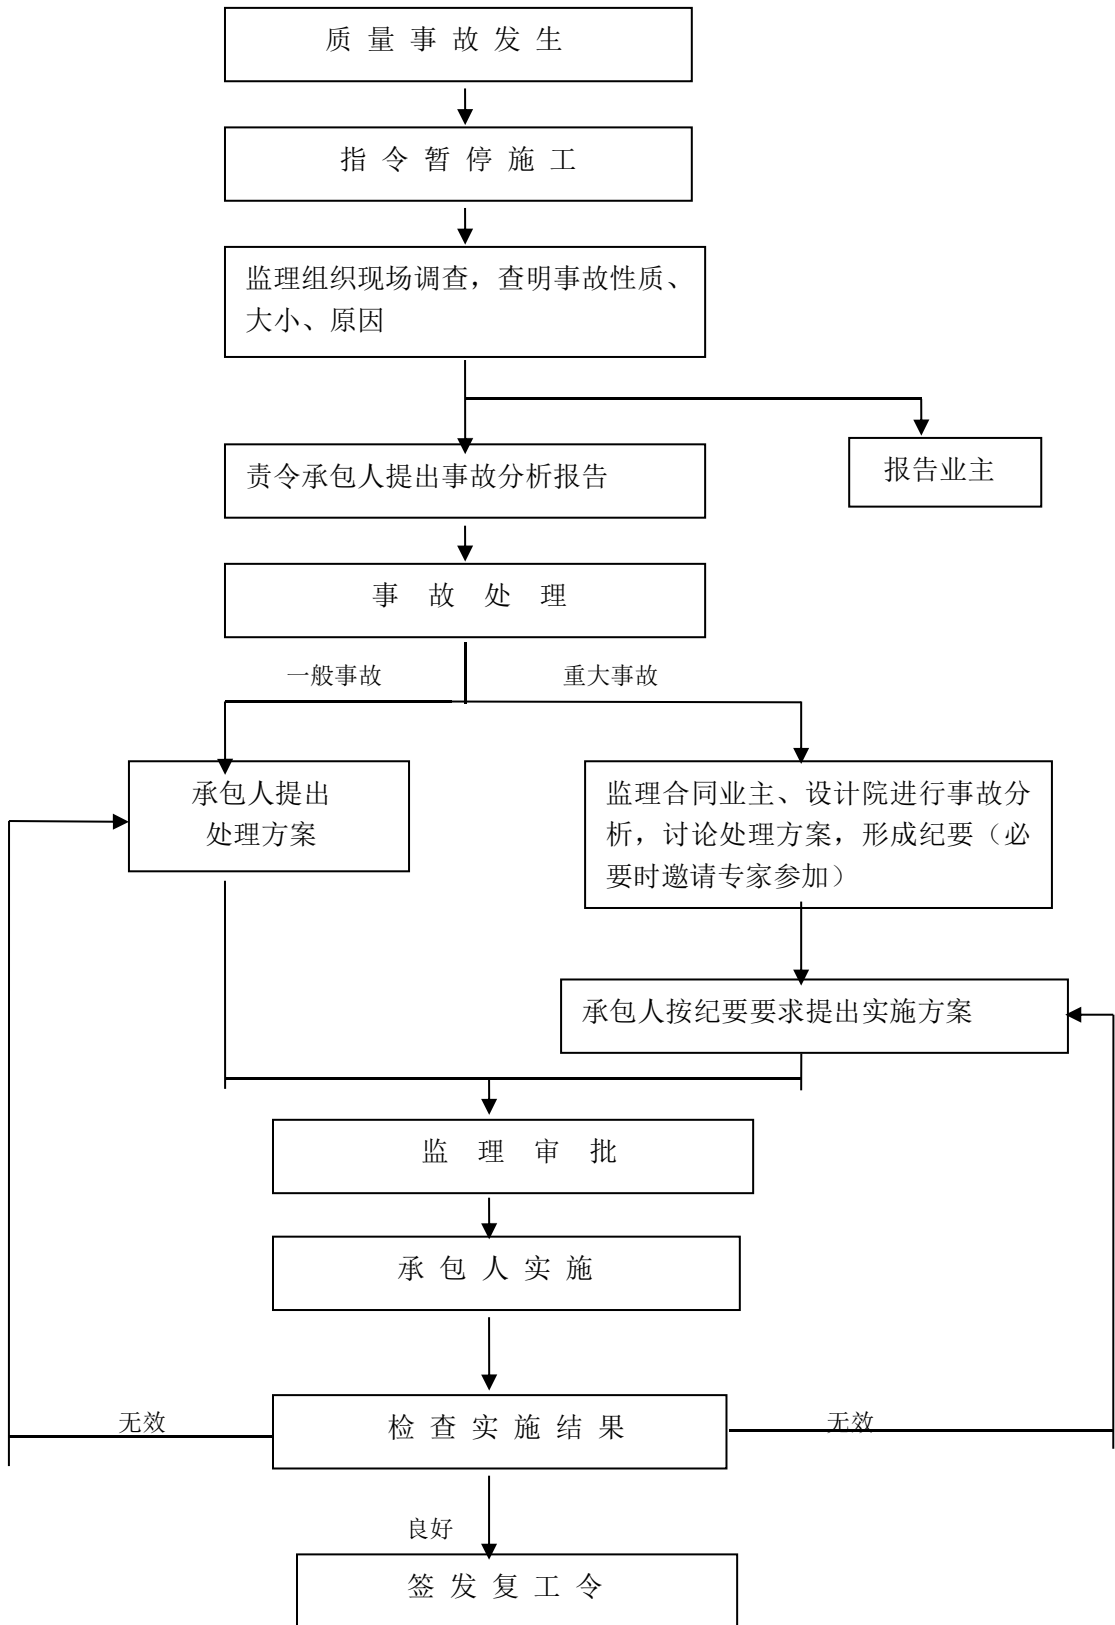 质量事故发生
指令暂停施工
监理组织现场调查，查明事故性质、
大小、原因
责令承包人提出事故分析报告
报告业主
事故处理
一般事故
重大事故
承包人提出
处理方案
监理合同业主、设计院进行事故分
析，讨论处理方案，形成纪要（必
要时邀请专家参加）
承包人按纪要要求提出实施方案
监理审批
承包人实施
无效
检查实施结果
无效
良好
签发复工令